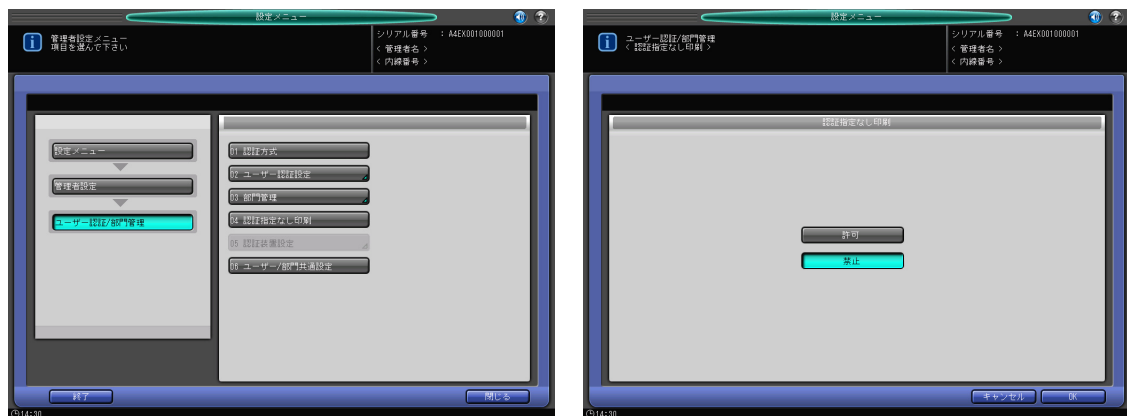 設定メニュー
管理者設定メニュー
項目を選んで下さい
シリアル番号 : A4EX001000001
< 管理者名 >
< 内線番号 >
設定メニュー
管理者設定
ユーザー認証/部門管理
01 認証方式
02 ユーザー認証設定
03 部門管理
04 認証指定なし印刷
05 認証装置設定
06 ユーザー/部門共通設定
終了
閉じる
14:30
設定メニュー
ユーザー認証/部門管理
< 認証指定なし印刷 >
シリアル番号 : A4EX001000001
< 管理者名 >
< 内線番号 >
認証指定なし印刷
許可
禁止
キャンセル
OK
14:30